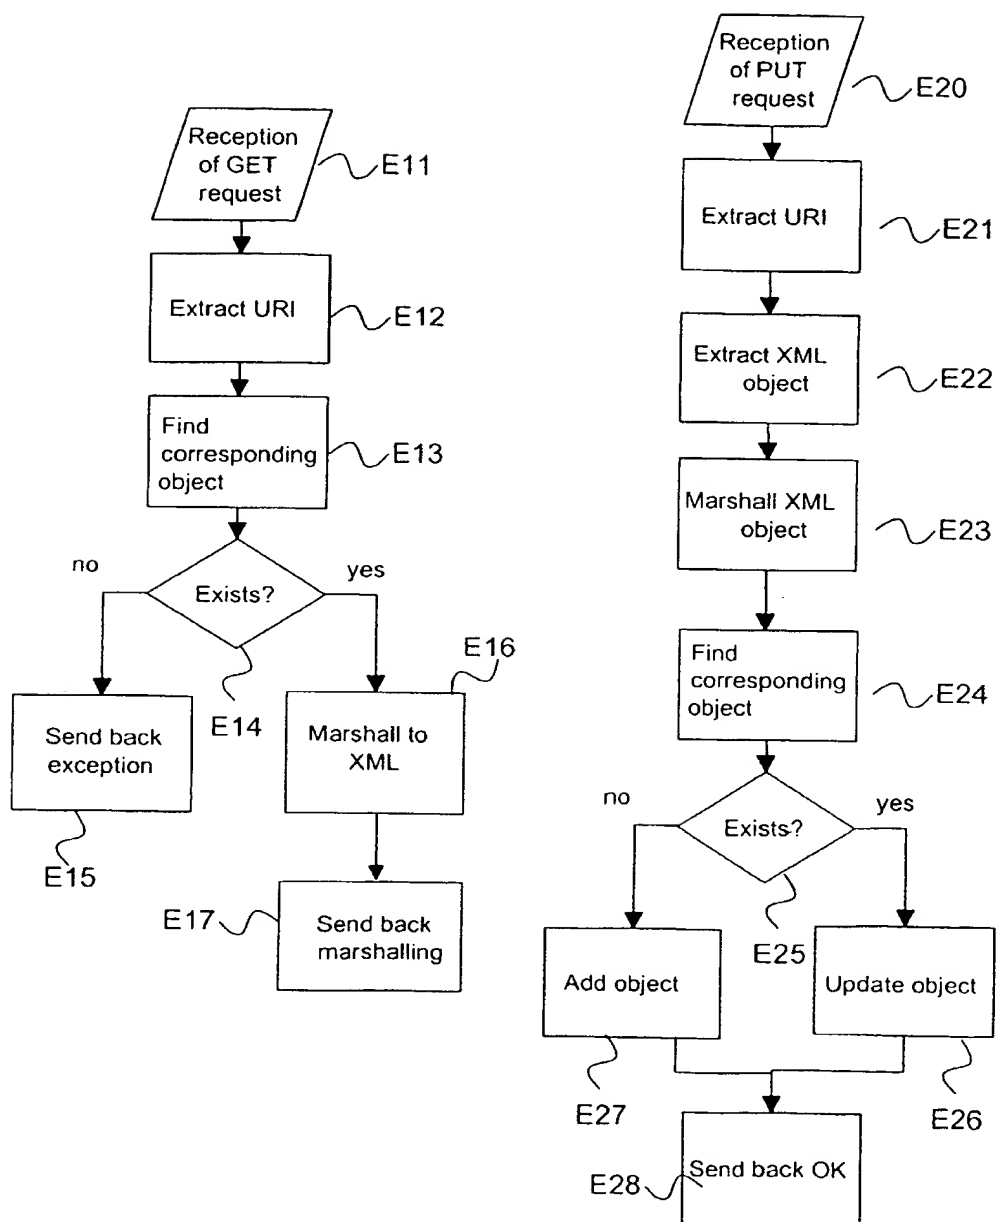 Reception
of GET
request
E11
Extract URI
E12
Find
corresponding
object
E13
no
yes
Exists?
E14
E16
Send back
exception
E15
Marshall to
XML
E17
Send back
marshalling
Reception
of PUT
request
E20
Extract URI
E21
Extract XML
object
E22
Marshall XML
object
E23
Find
corresponding
object
E24
no
yes
Exists?
E25
Add object
Update object
E27
E26
E28
Send back OK